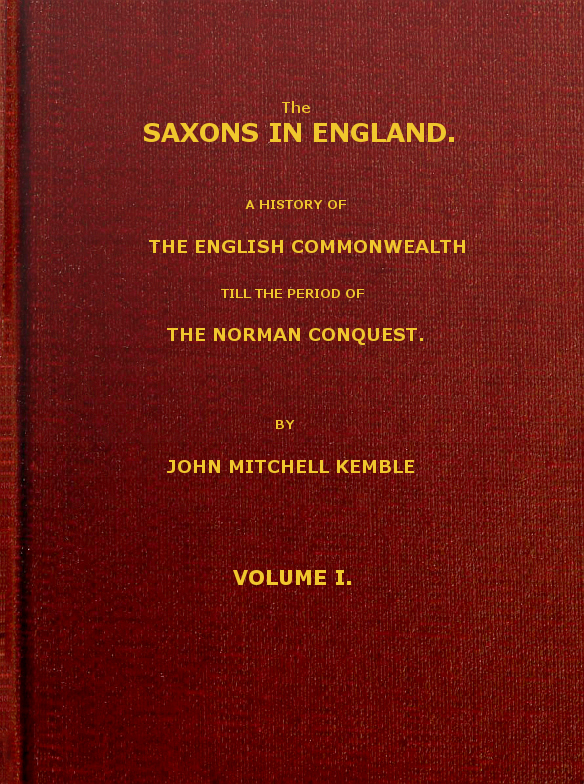 The
SAXONS IN ENGLAND.
A HISTORY OF
THE ENGLISH COMMONWEALTH
TILL THE PERIOD OF
THE NORMAN CONQUEST.
BY
JOHN MITCHELL KEMBLE
VOLUME I.